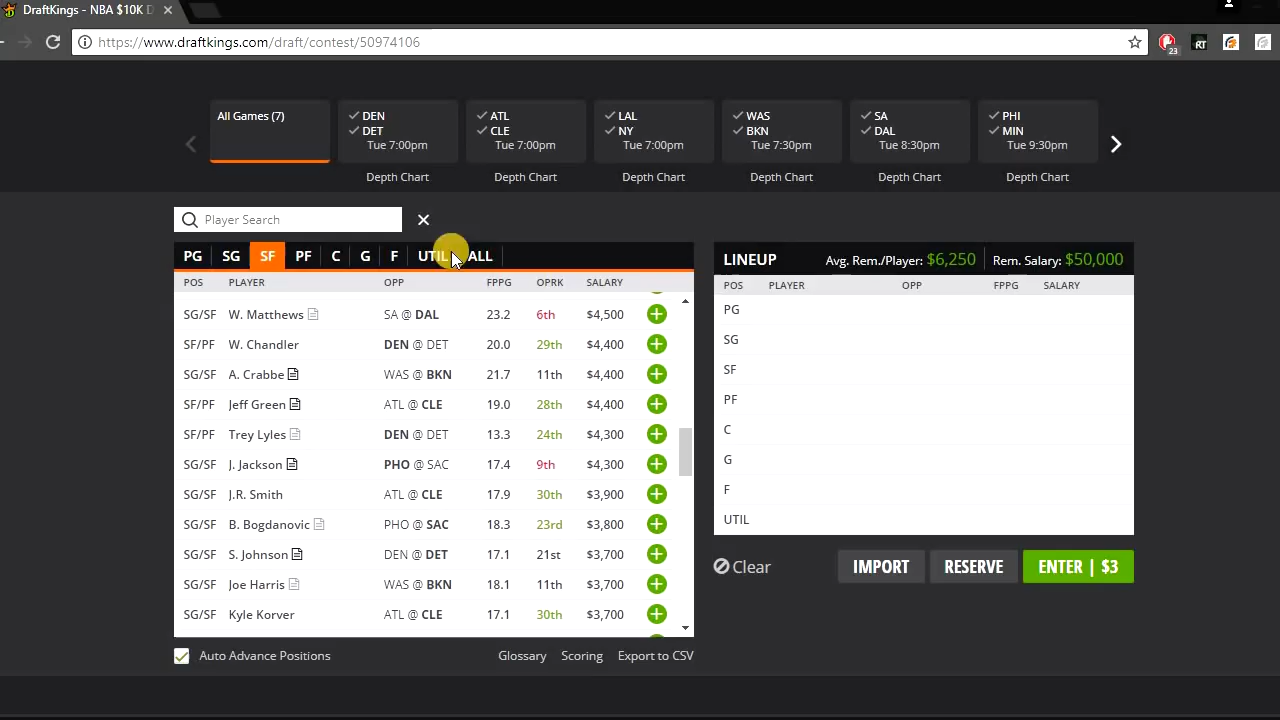 DraftKings - NBA $10K D
https://www.draftkings.com/draft/contest/50974106
23
RT
All Games (7)
DEN
DET
Tue 7:00pm
Depth Chart
ATL
CLE
Tue 7:00pm
Depth Chart
LAL
NY
Tue 7:00pm
Depth Chart
WAS
BKN
Tue 7:30pm
Depth Chart
SA
DAL
Tue 8:30pm
Depth Chart
PHI
MIN
Tue 9:30pm
Depth Chart
Player Search
PG SG SF PF C G F UTIL ALL
POS PLAYER OPP FPPG OPRK SALARY
SG/SF W. Matthews SA @ DAL 23.2 6th $4,500
SF/PF W. Chandler DEN @ DET 20.0 29th $4,400
SG/SF A. Crabbe WAS @ BKN 21.7 11th $4,400
SF/PF Jeff Green ATL @ CLE 19.0 28th $4,400
SF/PF Trey Lyles DEN @ DET 13.3 24th $4,300
SG/SF J. Jackson PHO @ SAC 17.4 9th $4,300
SG/SF J.R. Smith ATL @ CLE 17.9 30th $3,900
SG/SF B. Bogdanovic PHO @ SAC 18.3 23rd $3,800
SG/SF S. Johnson DEN @ DET 17.1 21st $3,700
SG/SF Joe Harris WAS @ BKN 18.1 11th $3,700
SG/SF Kyle Korver ATL @ CLE 17.1 30th $3,700
Auto Advance Positions
Glossary Scoring Export to CSV
LINEUP Avg. Rem./Player: $6,250 Rem. Salary: $50,000
POS PLAYER OPP FPPG SALARY
PG
SG
SF
PF
C
G
F
UTIL
Clear IMPORT RESERVE ENTER | $3